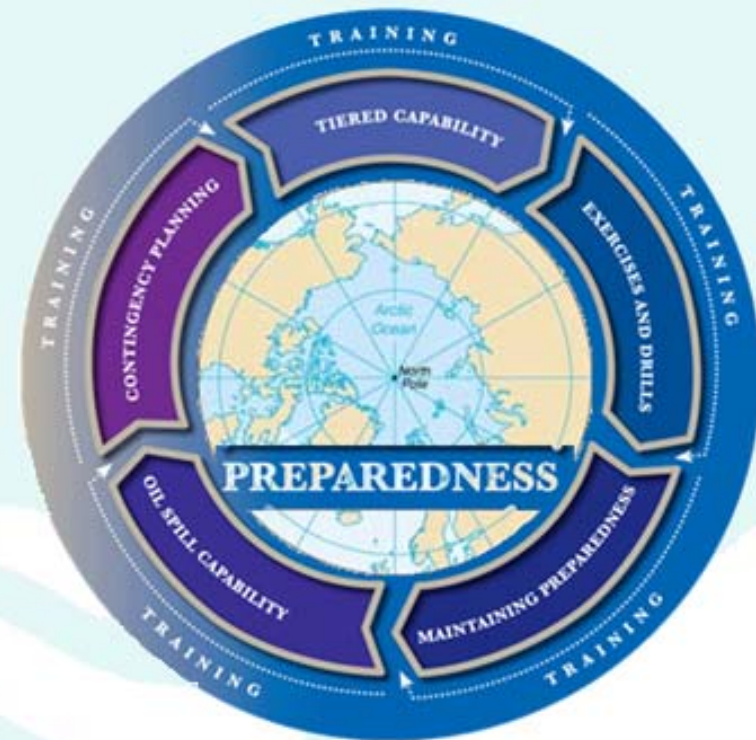 TRAINING
TIERED CAPABILITY
TRAINING
EXERCISES AND DRILLS
TRAINING
MAINTAINING PREPAREDNESS
TRAINING
OIL SPILL CAPABILITY
TRAINING
CONTINGENCY PLANNING
Arctic
Ocean
North
Pole
PREPAREDNESS